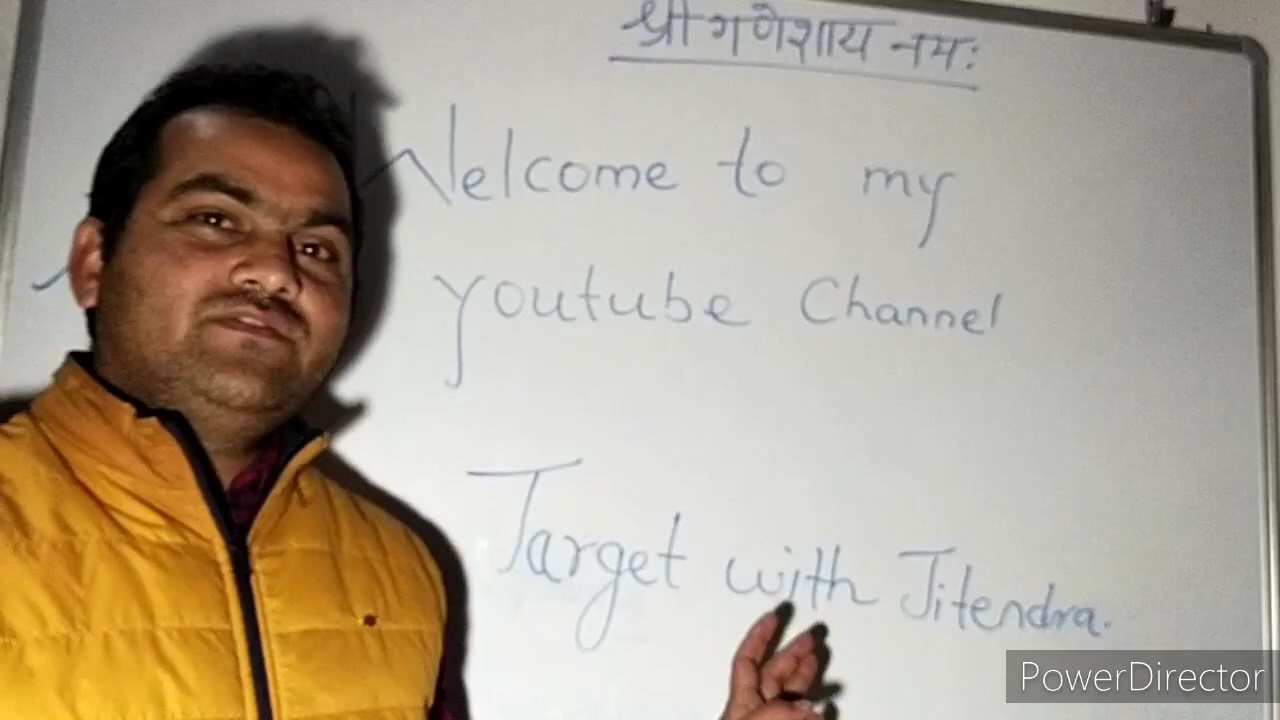 श्री गणेशाय नमः
Welcome to my
youtube Channel
Target with Jitendra.
PowerDirector